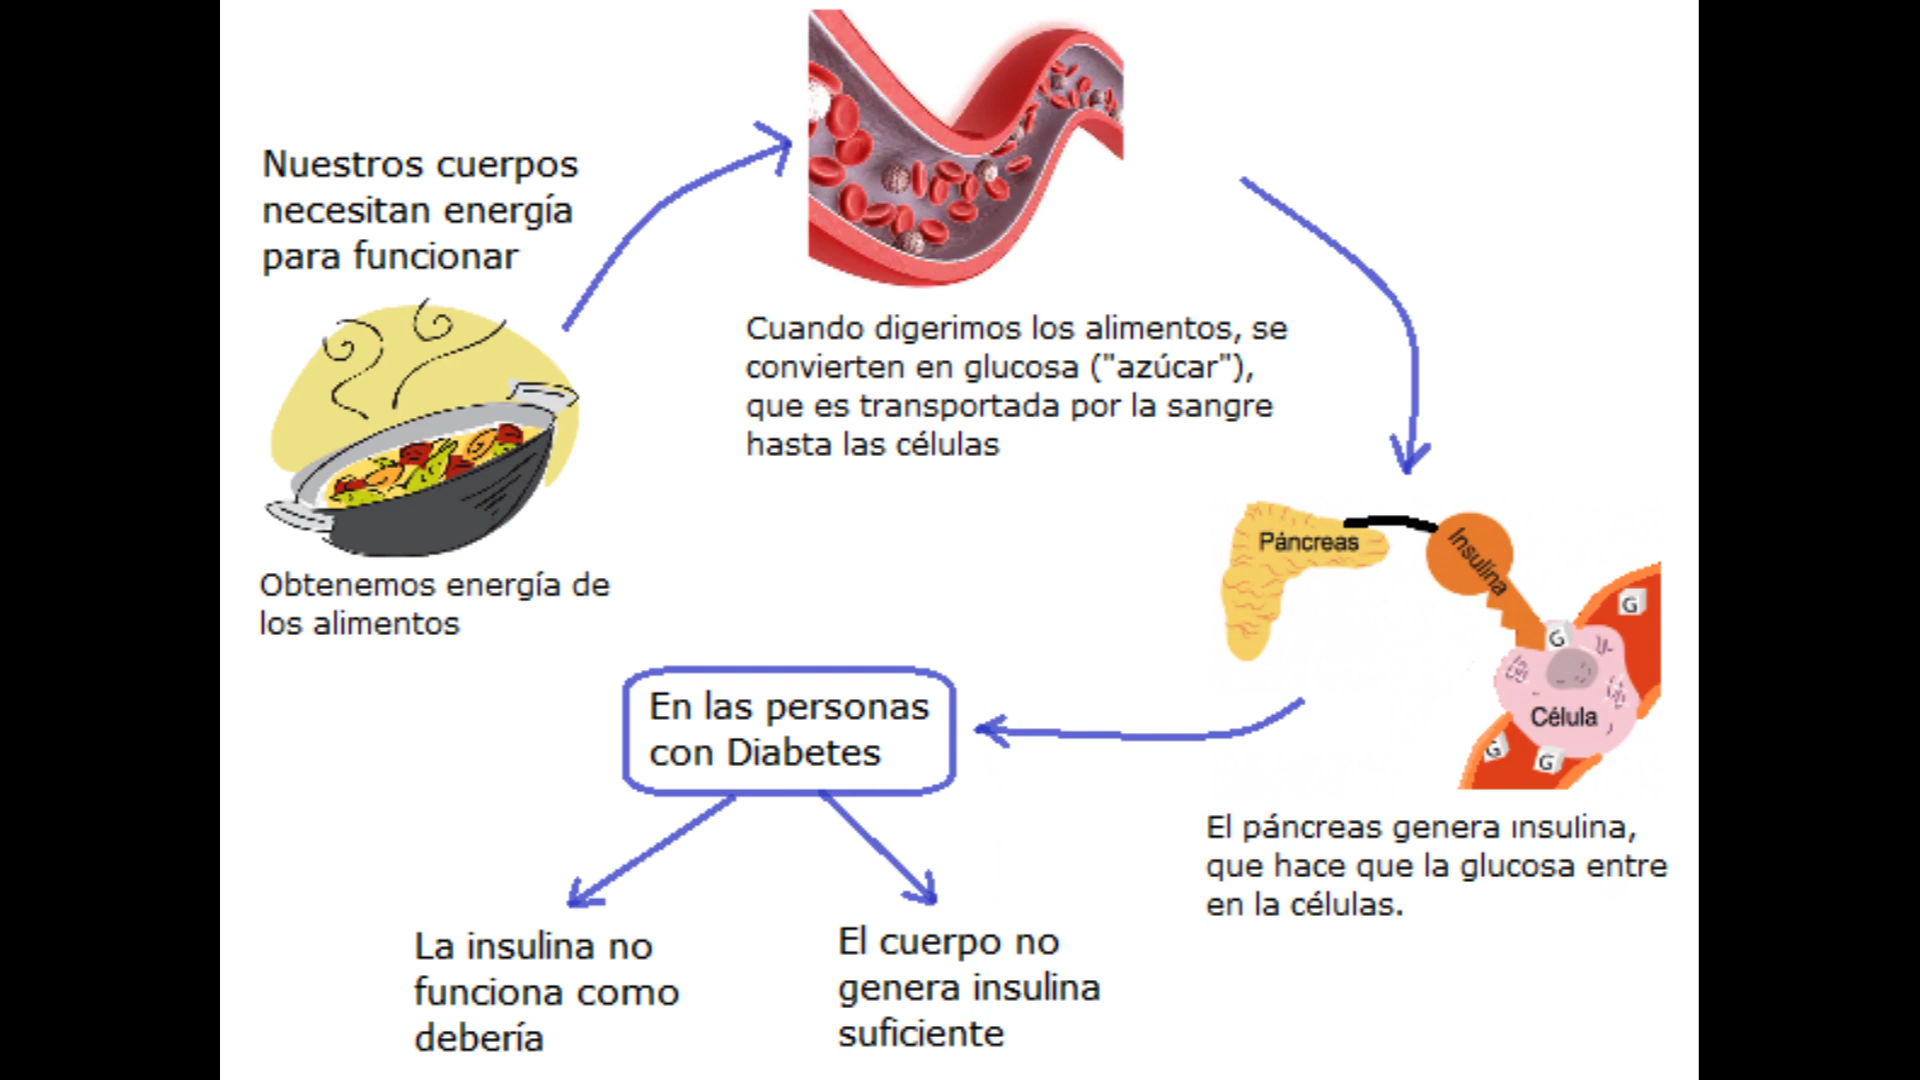 Nuestros cuerpos
necesitan energía
para funcionar
Obtenemos energía de
los alimentos
Cuando digerimos los alimentos, se
convierten en glucosa ("azúcar"),
que es transportada por la sangre
hasta las células
Páncreas
Insulina
G
G
Célula
G
G
El páncreas genera insulina,
que hace que la glucosa entre
en la células.
En las personas
con Diabetes
La insulina no
funciona como
debería
El cuerpo no
genera insulina
suficiente